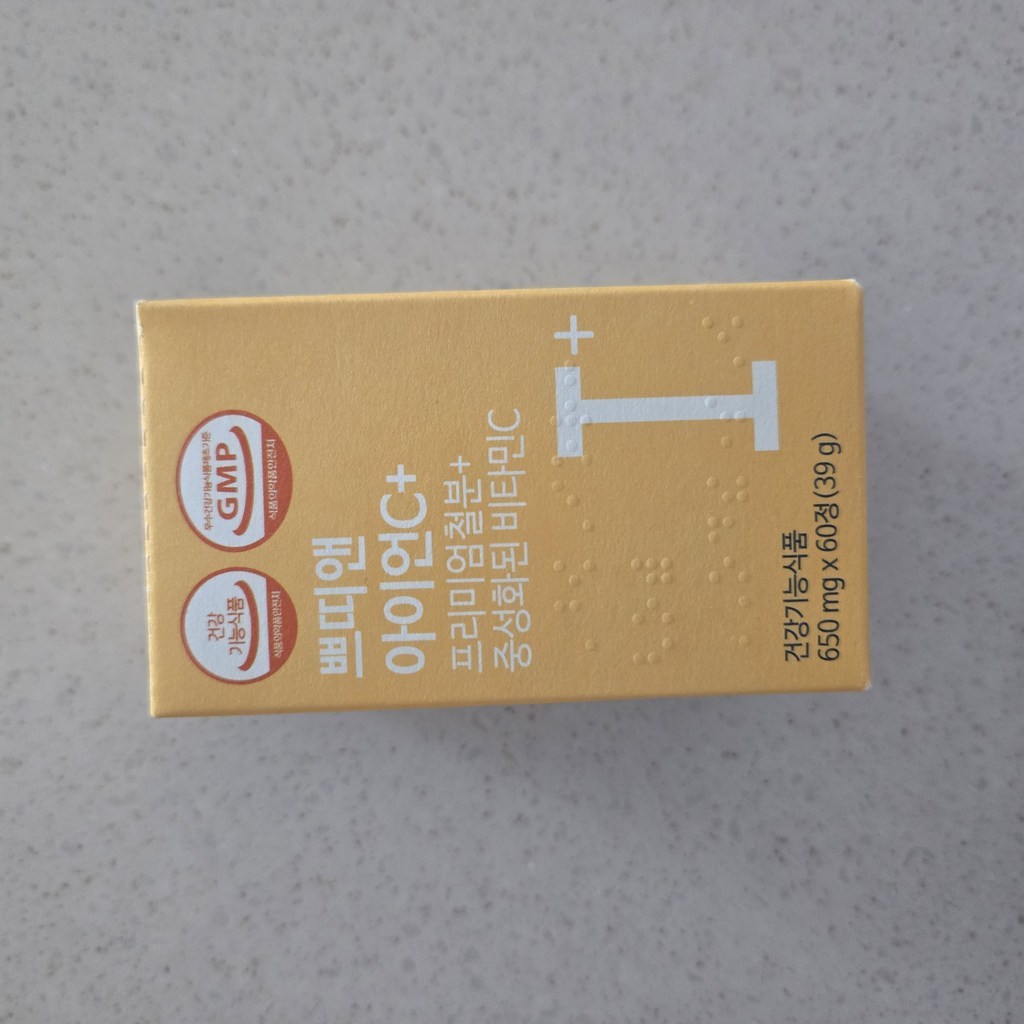 건강
기능식품
식품의약품안전처
우수건강기능식품제조기준
GMP
식품의약품안전처
쁘띠앤
아이언C+
프리미엄철분+
중성화된 비타민C
I+
건강기능식품
650 mg x 60정(39 g)